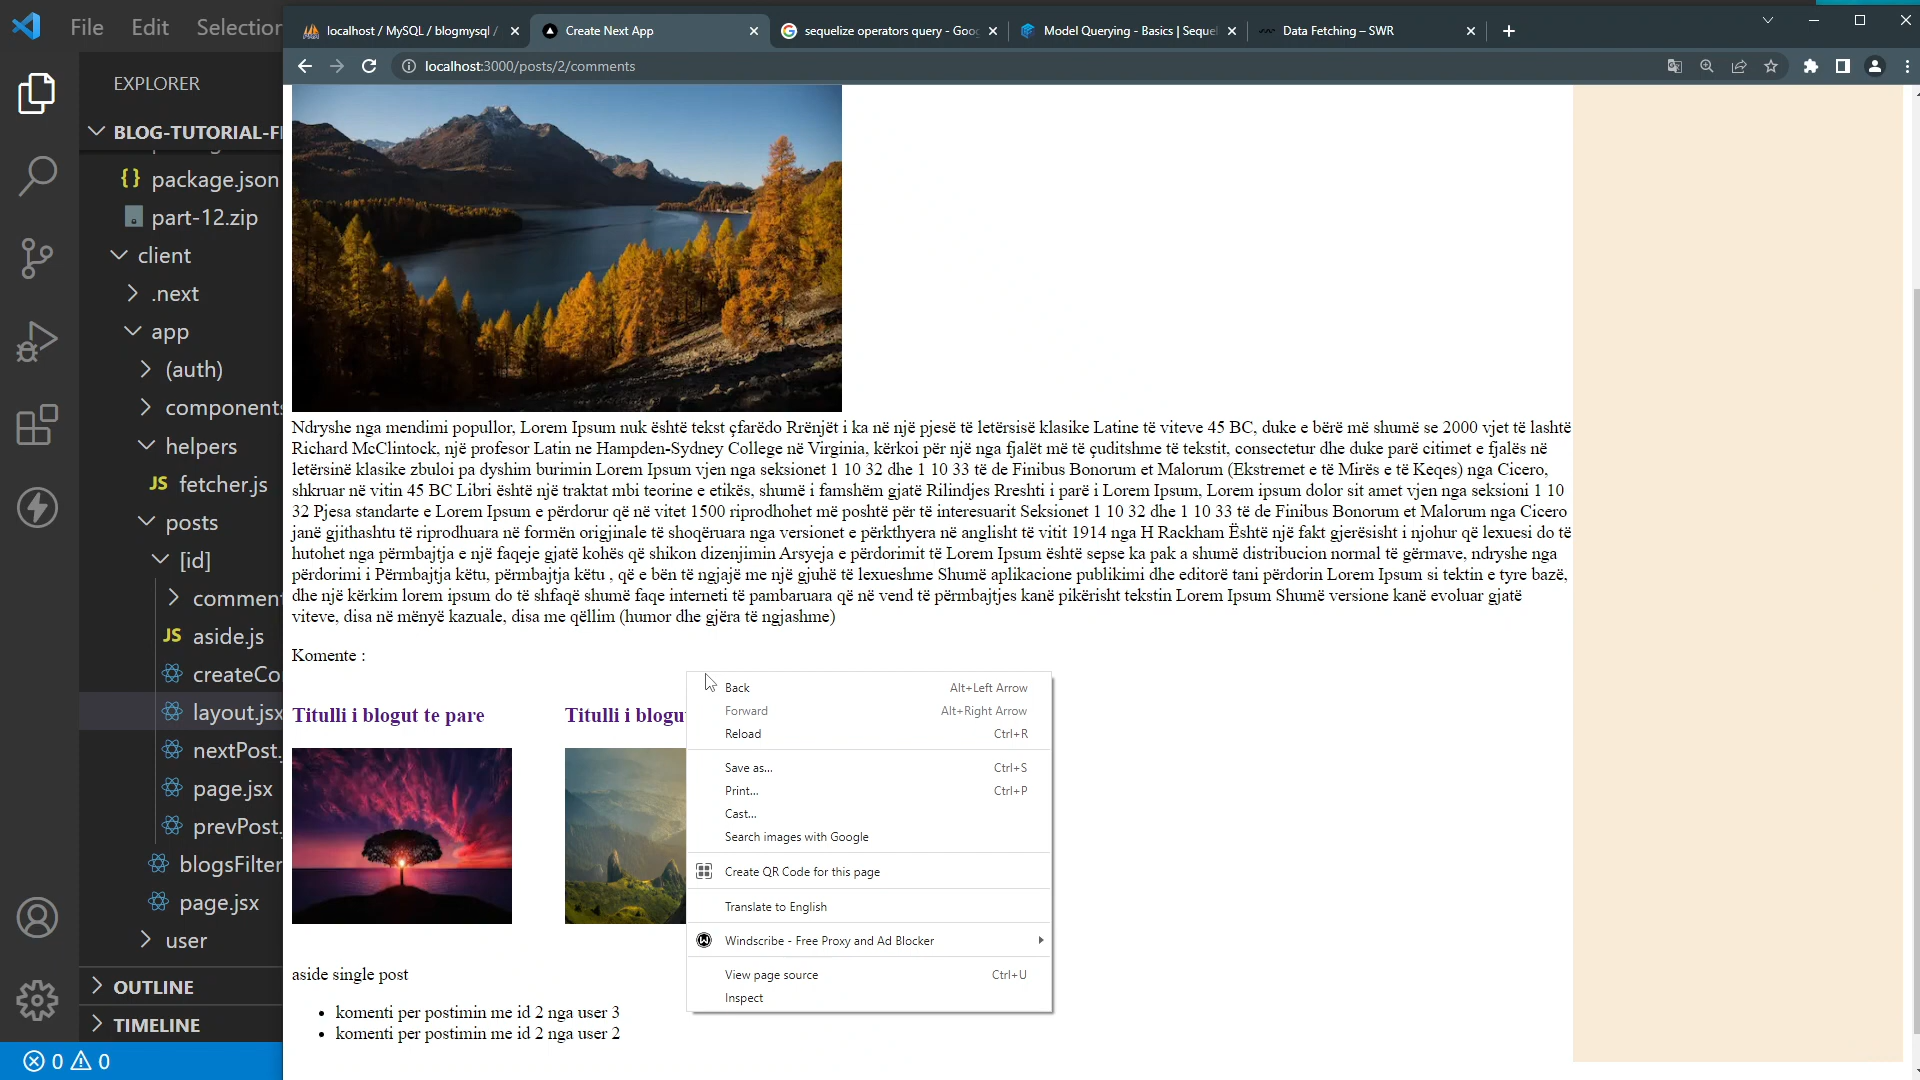 File Edit Selection
localhost / MySQL / blogmysql /
Create Next App
sequelize operators query - Goo
Model Querying - Basics | Sequel
Data Fetching – SWR
localhost:3000/posts/2/comments
EXPLORER
BLOG-TUTORIAL-F
package.json
part-12.zip
client
.next
app
(auth)
components
helpers
JS fetcher.js
posts
[id]
commen
JS aside.js
createCo
layout.jsx
nextPost.
page.jsx
prevPost.
blogsFilter
page.jsx
user
OUTLINE
TIMELINE
0 0
Ndryshe nga mendimi popullor, Lorem Ipsum nuk është tekst çfarëdo Rrënjët i ka në një pjesë të letërsisë klasike Latine të viteve 45 BC, duke e bërë më shumë se 2000 vjet të lashtë
Richard McClintock, një profesor Latin ne Hampden-Sydney College në Virginia, kërkoi për një nga fjalët më të çuditshme të tekstit, consectetur dhe duke parë citimet e fjalës në
letërsinë klasike zbuloi pa dyshim burimin Lorem Ipsum vjen nga seksionet 1 10 32 dhe 1 10 33 të de Finibus Bonorum et Malorum (Ekstremet e të Mirës e të Keqes) nga Cicero,
shkruar në vitin 45 BC Libri është një traktat mbi teorine e etikës, shumë i famshëm gjatë Rilindjes Rreshti i parë i Lorem Ipsum, Lorem ipsum dolor sit amet vjen nga seksioni 1 10
32 Pjesa standarte e Lorem Ipsum e përdorur që në vitet 1500 riprodhohet më poshtë për të interesuarit Seksionet 1 10 32 dhe 1 10 33 të de Finibus Bonorum et Malorum nga Cicero
janë gjithashtu të riprodhuara në formën origjinale të shoqëruara nga versionet e përkthyera në anglisht të vitit 1914 nga H Rackham Është një fakt gjerësisht i njohur që lexuesi do të
hutohet nga përmbajtja e një faqeje gjatë kohës që shikon dizenjimin Arsyeja e përdorimit të Lorem Ipsum është sepse ka pak a shumë distribucion normal të gërmave, ndryshe nga
përdorimi i Përmbajtja këtu, përmbajtja këtu , që e bën të ngjajë me një gjuhë të lexueshme Shumë aplikacione publikimi dhe editorë tani përdorin Lorem Ipsum si tektin e tyre bazë,
dhe një kërkim lorem ipsum do të shfaqë shumë faqe interneti të pambaruara që në vend të përmbajtjes kanë pikërisht tekstin Lorem Ipsum Shumë versione kanë evoluar gjatë
viteve, disa në mënyë kazuale, disa me qëllim (humor dhe gjëra të ngjashme)
Komente :
Titulli i blogut te pare
Titulli i blogu
aside single post
komenti per postimin me id 2 nga user 3
komenti per postimin me id 2 nga user 2
Back Alt+Left Arrow
Forward Alt+Right Arrow
Reload Ctrl+R
Save as... Ctrl+S
Print... Ctrl+P
Cast...
Search images with Google
Create QR Code for this page
Translate to English
Windscribe - Free Proxy and Ad Blocker
View page source Ctrl+U
Inspect